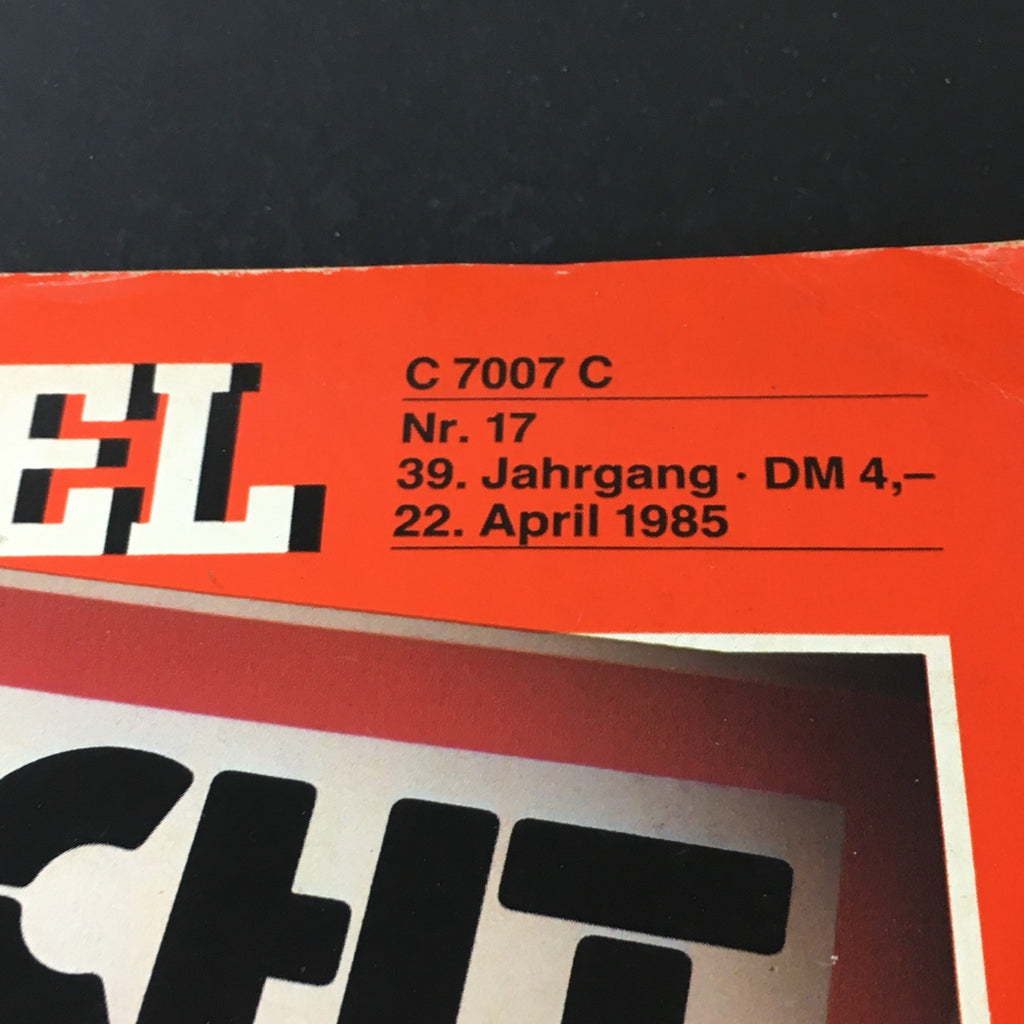 EL
C 7007 C
Nr. 17
39. Jahrgang · DM 4,–
22. April 1985
CHT